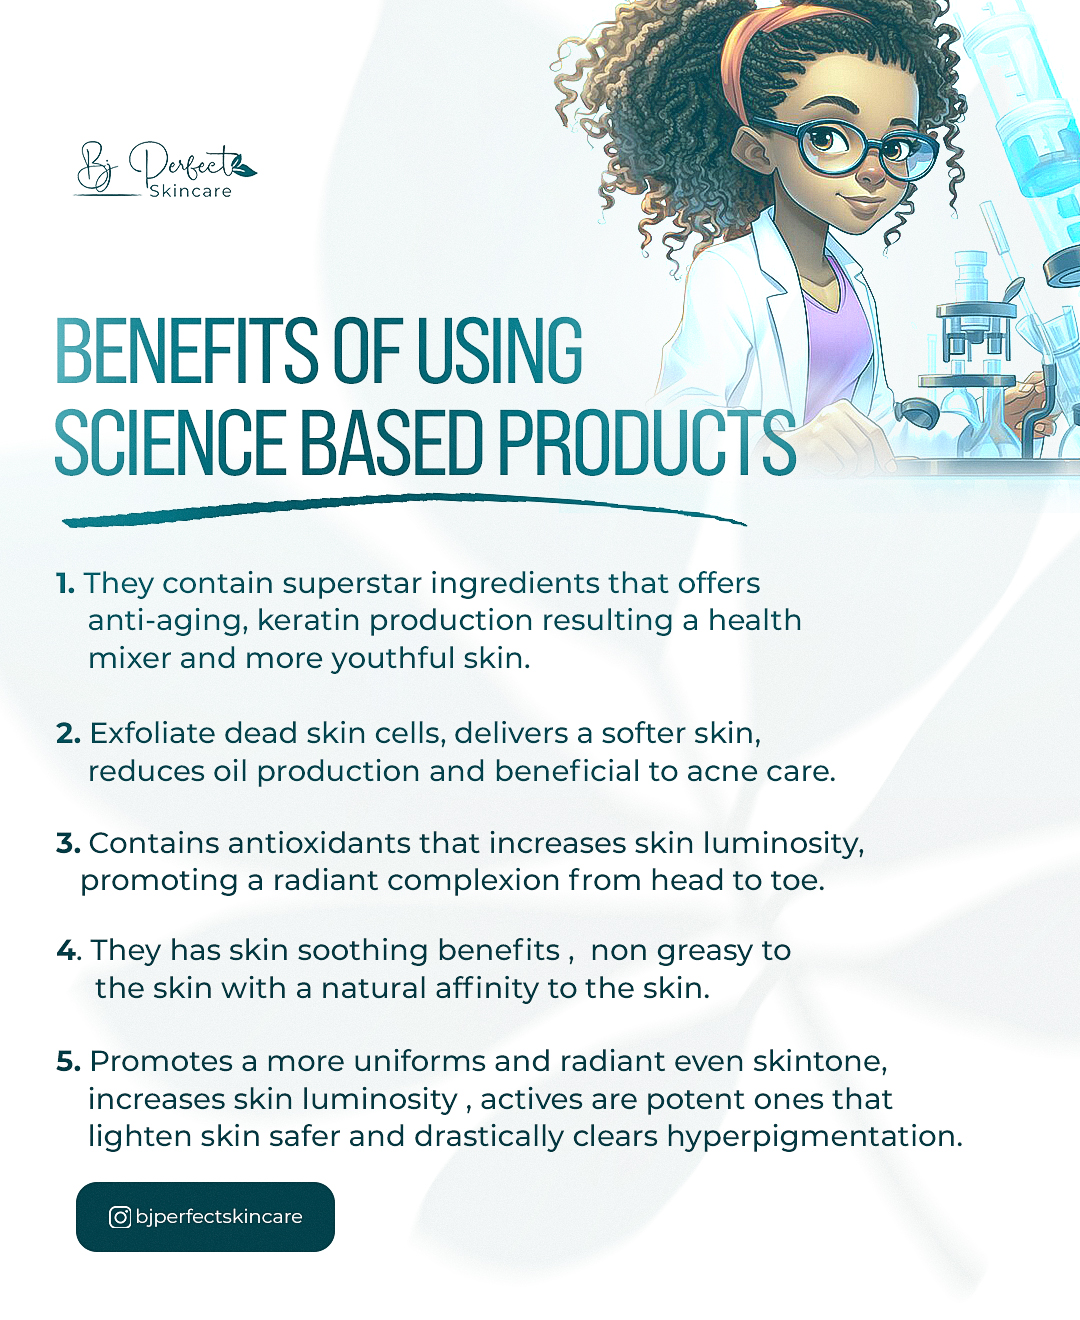 Bj Perfect
Skincare
BENEFITS OF USING
SCIENCE BASED PRODUCTS
1. They contain superstar ingredients that offers
anti-aging, keratin production resulting a health
mixer and more youthful skin.
2. Exfoliate dead skin cells, delivers a softer skin,
reduces oil production and beneficial to acne care.
3. Contains antioxidants that increases skin luminosity,
promoting a radiant complexion from head to toe.
4. They has skin soothing benefits ,  non greasy to
the skin with a natural affinity to the skin.
5. Promotes a more uniforms and radiant even skintone,
increases skin luminosity , actives are potent ones that
lighten skin safer and drastically clears hyperpigmentation.
bjperfectskincare